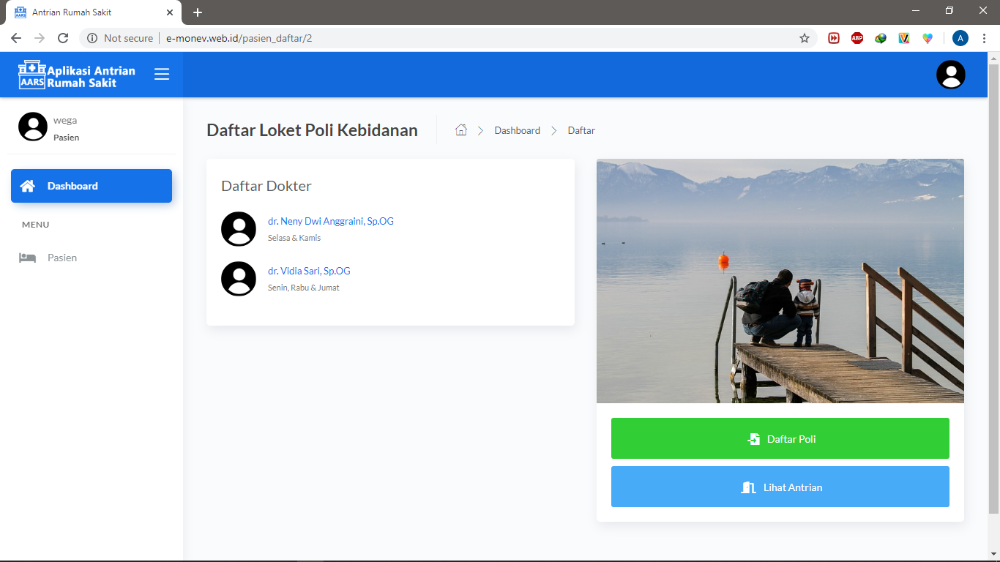 Antrian Rumah Sakit
Not secure
e-monev.web.id/pasien_daftar/2
ABP
A
AARS
Aplikasi Antrian
Rumah Sakit
wega
Pasien
Dashboard
MENU
Pasien
Daftar Loket Poli Kebidanan
Dashboard
Daftar
Daftar Dokter
dr. Neny Dwi Anggraini, Sp.OG
Selasa & Kamis
dr. Vidia Sari, Sp.OG
Senin, Rabu & Jumat
Daftar Poli
Lihat Antrian